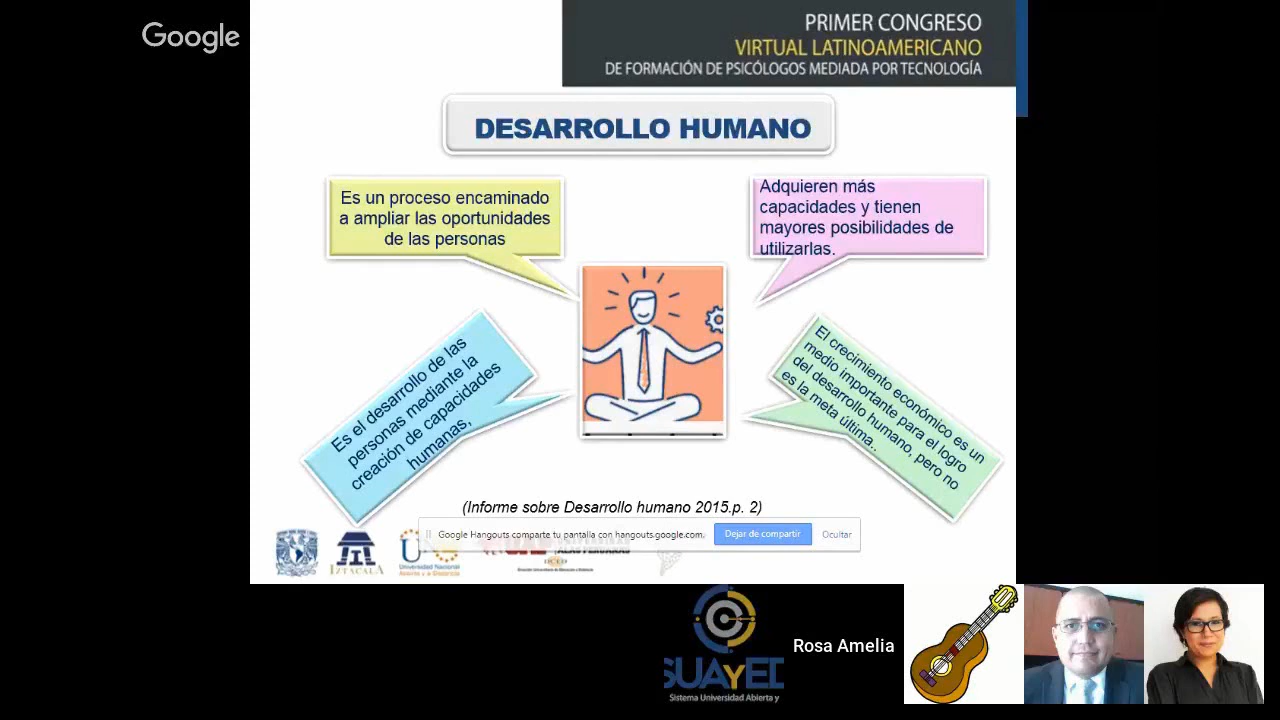 Google
PRIMER CONGRESO
VIRTUAL LATINOAMERICANO
DE FORMACIÓN DE PSICÓLOGOS MEDIADA POR TECNOLOGÍA
DESARROLLO HUMANO
Es un proceso encaminado
a ampliar las oportunidades
de las personas
Adquieren más
capacidades y tienen
mayores posibilidades de
utilizarlas.
Es el desarrollo de las
personas mediante la
creación de capacidades
humanas,
El crecimiento económico es un
medio importante para el logro
del desarrollo humano, pero no
es la meta última..
(Informe sobre Desarrollo humano 2015.p. 2)
Google Hangouts comparte tu pantalla con hangouts.google.com.
Dejar de compartir
Ocultar
IZTACALA
Universidad Nacional
Abierta y a Distancia
ALAS PERUANAS
SUAyED
Sistema Universidad Abierta y
Rosa Amelia